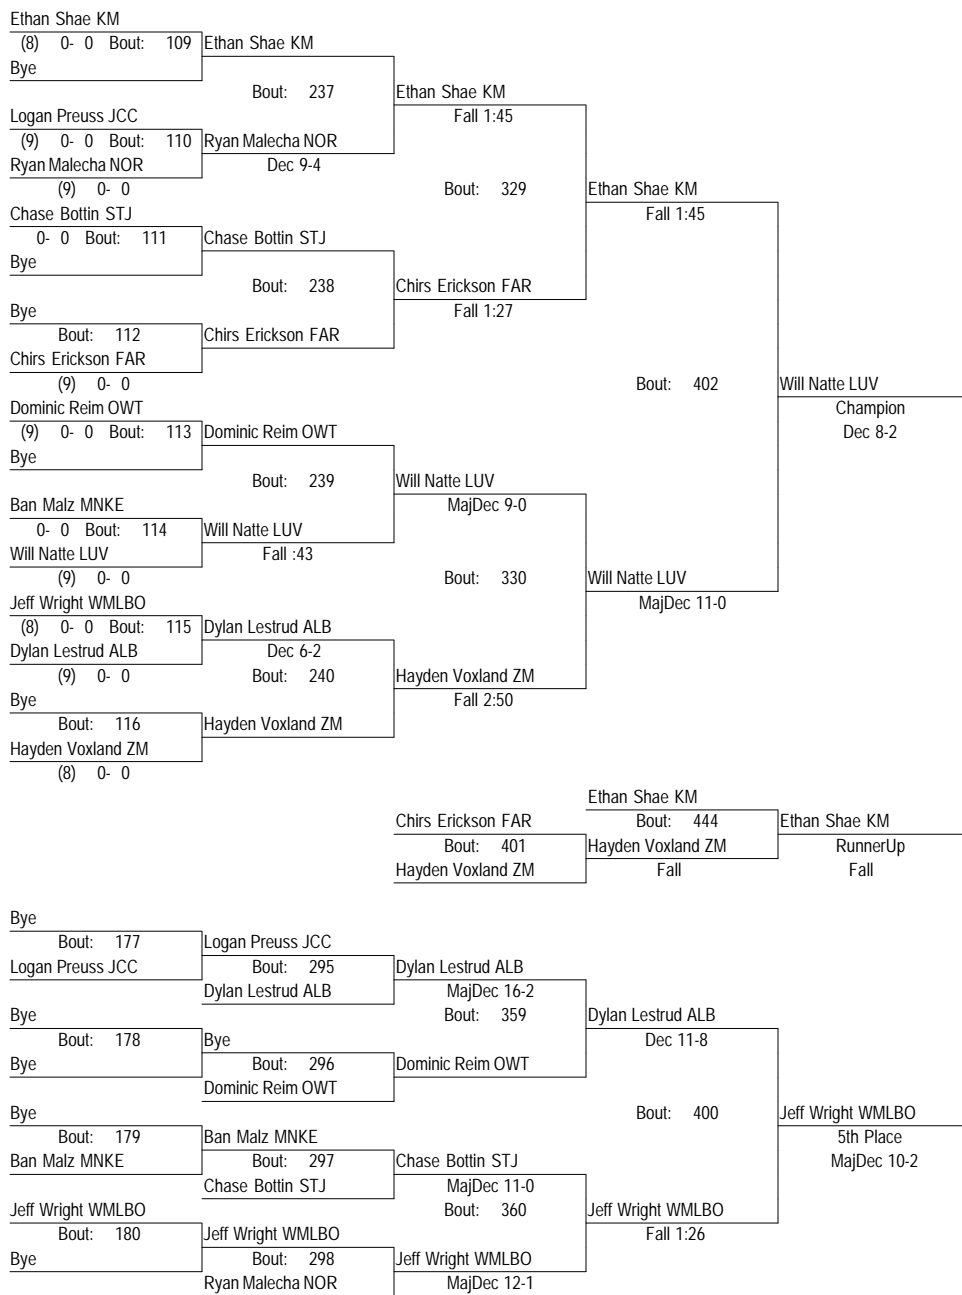 Ethan Shae KM
(8) 0- 0 Bout: 109 Ethan Shae KM
Bye
Bout: 237 Ethan Shae KM
Logan Preuss JCC Fall 1:45
(9) 0- 0 Bout: 110 Ryan Malecha NOR
Ryan Malecha NOR Dec 9-4
(9) 0- 0 Bout: 329 Ethan Shae KM
Chase Bottin STJ Fall 1:45
0- 0 Bout: 111 Chase Bottin STJ
Bye
Bout: 238 Chirs Erickson FAR
Bye Fall 1:27
Bout: 112 Chirs Erickson FAR
Chirs Erickson FAR
(9) 0- 0 Bout: 402 Will Natte LUV
Dominic Reim OWT Champion
(9) 0- 0 Bout: 113 Dominic Reim OWT Dec 8-2
Bye
Bout: 239 Will Natte LUV
Ban Malz MNKE MajDec 9-0
0- 0 Bout: 114 Will Natte LUV
Will Natte LUV Fall :43
(9) 0- 0 Bout: 330 Will Natte LUV
Jeff Wright WMLBO MajDec 11-0
(8) 0- 0 Bout: 115 Dylan Lestrud ALB
Dylan Lestrud ALB Dec 6-2
(9) 0- 0 Bout: 240 Hayden Voxland ZM
Bye Fall 2:50
Bout: 116 Hayden Voxland ZM
Hayden Voxland ZM
(8) 0- 0
Ethan Shae KM
Chirs Erickson FAR Bout: 444 Ethan Shae KM
Bout: 401 Hayden Voxland ZM RunnerUp
Hayden Voxland ZM Fall Fall
Bye
Bout: 177 Logan Preuss JCC
Logan Preuss JCC Bout: 295 Dylan Lestrud ALB
Dylan Lestrud ALB MajDec 16-2
Bye Bout: 359 Dylan Lestrud ALB
Bout: 178 Bye Dec 11-8
Bye Bout: 296 Dominic Reim OWT
Dominic Reim OWT
Bye Bout: 400 Jeff Wright WMLBO
Bout: 179 Ban Malz MNKE 5th Place
Ban Malz MNKE Bout: 297 Chase Bottin STJ MajDec 10-2
Chase Bottin STJ MajDec 11-0
Jeff Wright WMLBO Bout: 360 Jeff Wright WMLBO
Bout: 180 Jeff Wright WMLBO Fall 1:26
Bye Bout: 298 Jeff Wright WMLBO
Ryan Malecha NOR MajDec 12-1